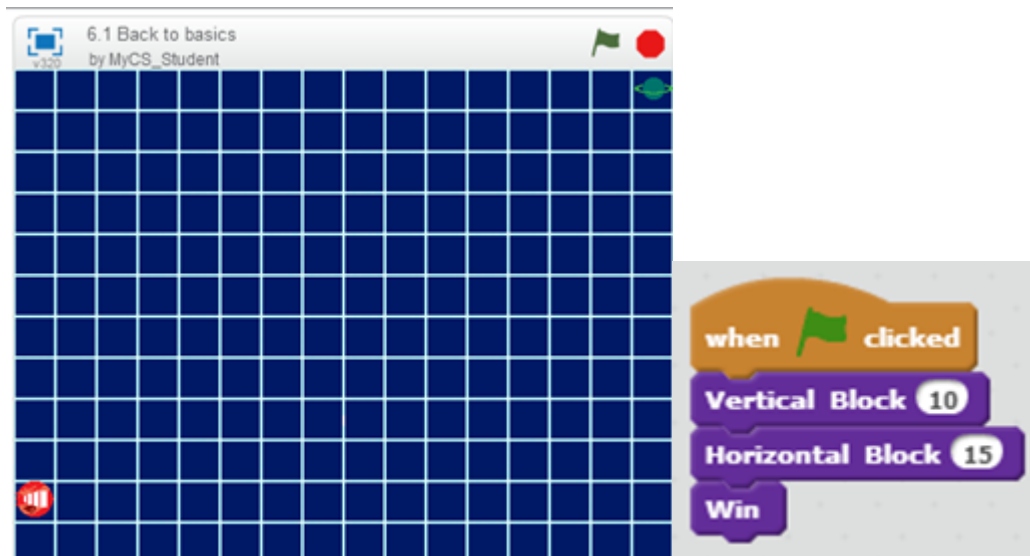 6.1 Back to basics
v320
by MyCS_Student
when clicked
Vertical Block 10
Horizontal Block 15
Win